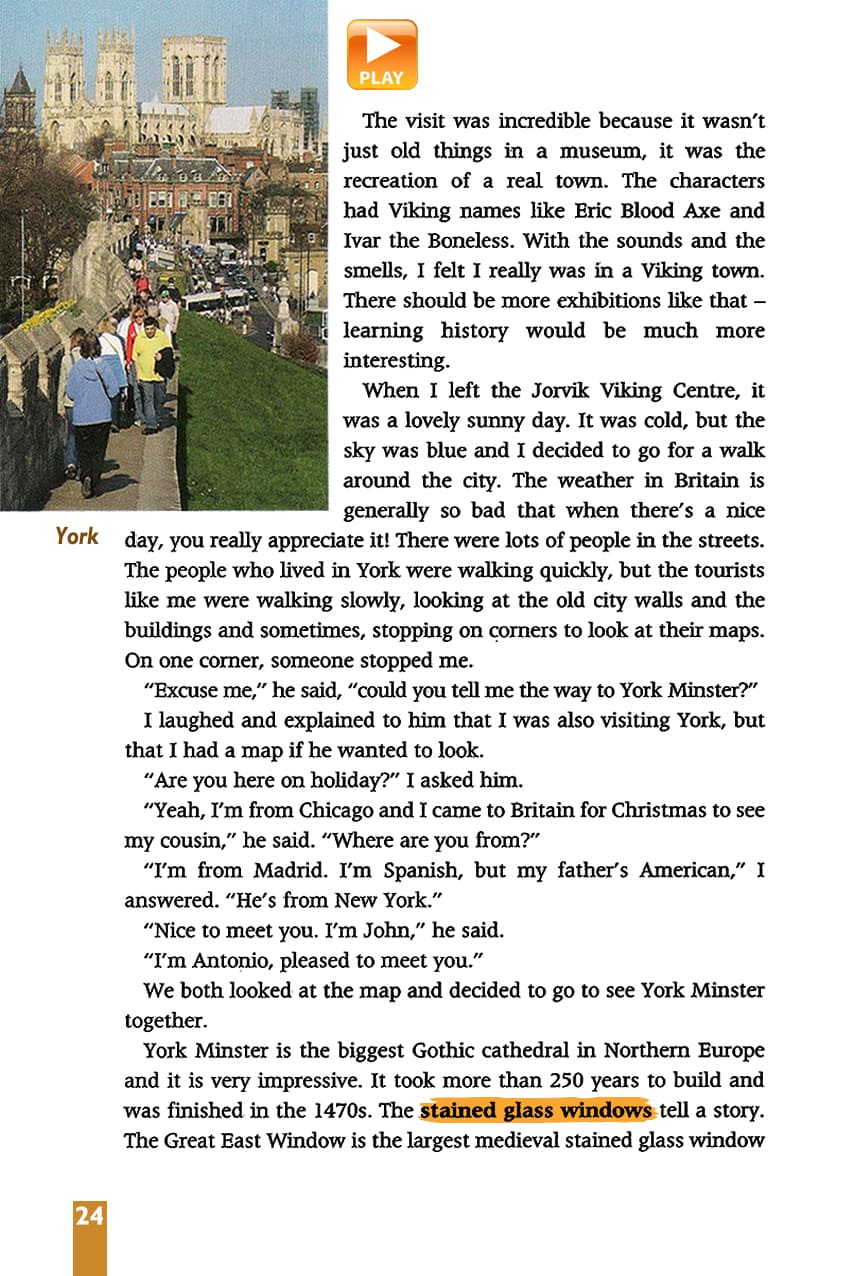 PLAY
The visit was incredible because it wasn't
just old things in a museum, it was the
recreation of a real town. The characters
had Viking names like Eric Blood Axe and
Ivar the Boneless. With the sounds and the
smells, I felt I really was in a Viking town.
There should be more exhibitions like that –
learning history would be much more
interesting.
When I left the Jorvik Viking Centre, it
was a lovely sunny day. It was cold, but the
sky was blue and I decided to go for a walk
around the city. The weather in Britain is
generally so bad that when there's a nice
York
day, you really appreciate it! There were lots of people in the streets.
The people who lived in York were walking quickly, but the tourists
like me were walking slowly, looking at the old city walls and the
buildings and sometimes, stopping on corners to look at their maps.
On one corner, someone stopped me.
"Excuse me," he said, "could you tell me the way to York Minster?"
I laughed and explained to him that I was also visiting York, but
that I had a map if he wanted to look.
"Are you here on holiday?" I asked him.
"Yeah, I'm from Chicago and I came to Britain for Christmas to see
my cousin," he said. "Where are you from?"
"I'm from Madrid. I'm Spanish, but my father's American," I
answered. "He's from New York."
"Nice to meet you. I'm John," he said.
"I'm Antonio, pleased to meet you."
We both looked at the map and decided to go to see York Minster
together.
York Minster is the biggest Gothic cathedral in Northern Europe
and it is very impressive. It took more than 250 years to build and
was finished in the 1470s. The stained glass windows tell a story.
The Great East Window is the largest medieval stained glass window
24